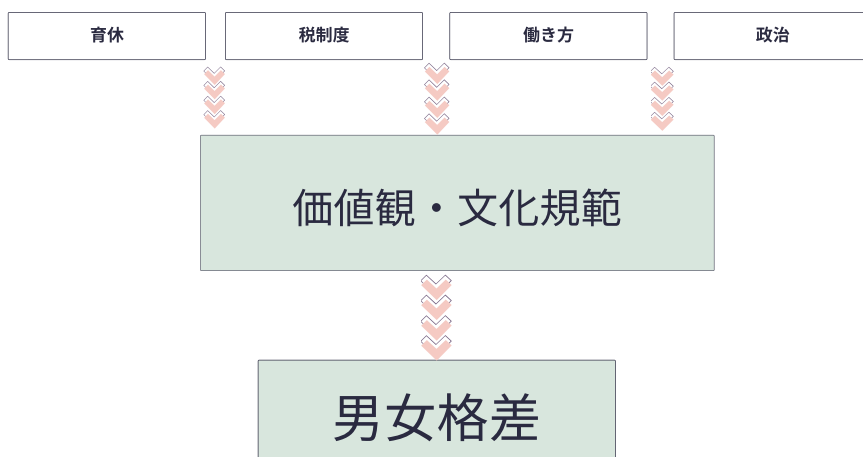 育休
税制度
働き方
政治
価値観・文化規範
男女格差